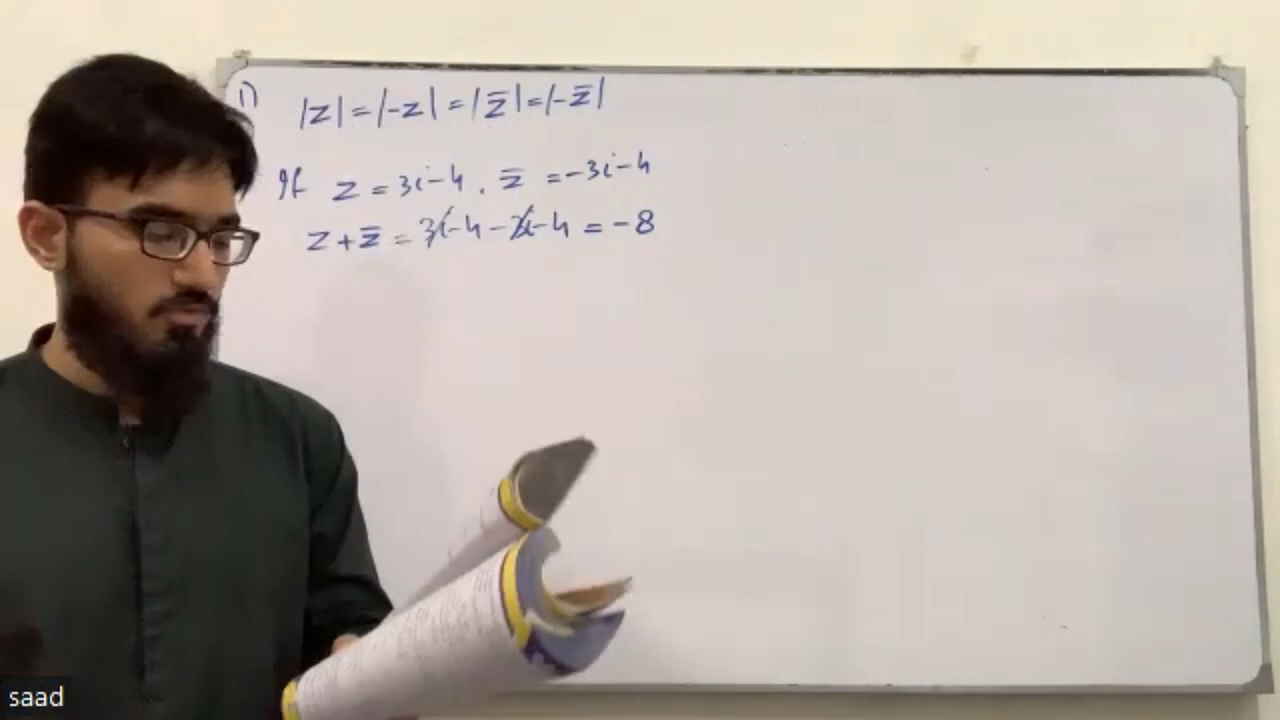 1) |z| = |-z| = |z̅| = |-z̅|
If z = 3i-4 . z̅ = -3i-4
z + z̅ = 3i-4-3i-4 = -8
saad